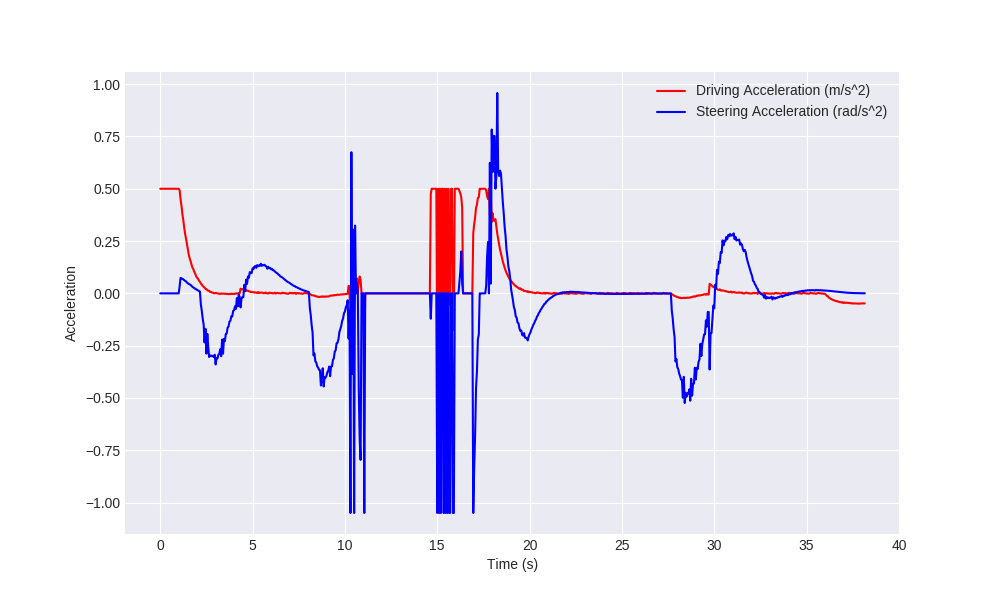 Driving Acceleration (m/s^2)
Steering Acceleration (rad/s^2)
Acceleration
1.00
0.75
0.50
0.25
0.00
−0.25
−0.50
−0.75
−1.00
0 5 10 15 20 25 30 35 40
Time (s)